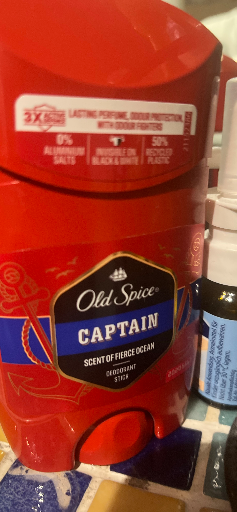 3X
LASTING PERFUME, ODOUR PROTECTION,
WITH ODOUR FIGHTERS
0%
ALUMINIUM
SALTS
INVISIBLE ON
BLACK & WHITE
50%
RECYCLED
PLASTIC
Old Spice
CAPTAIN
SCENT OF FIERCE OCEAN
DEODORANT
STICK